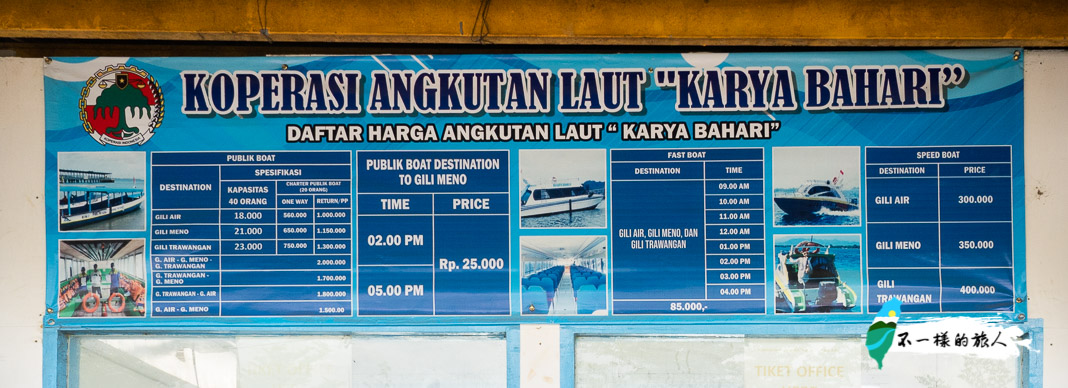 KOPERASI ANGKUTAN LAUT "KARYA BAHARI"
DAFTAR HARGA ANGKUTAN LAUT “ KARYA BAHARI”
PUBLIK BOAT
DESTINATION
SPESIFIKASI
KAPASITAS
40 ORANG
CHARTER PUBLIK BOAT
(20 ORANG)
ONE WAY
RETURN/PP
GILI AIR 18.000 560.000 1.000.000
GILI MENO 21.000 650.000 1.150.000
GILI TRAWANGAN 23.000 750.000 1.300.000
G. AIR - G. MENO -
G. TRAWANGAN
2.000.000
G. TRAWANGAN -
G. MENO
1.700.000
G. TRAWANGAN - G. AIR 1.800.000
G. AIR - G. MENO 1.500.00
PUBLIK BOAT DESTINATION
TO GILI MENO
TIME PRICE
02.00 PM
05.00 PM
Rp. 25.000
FAST BOAT
DESTINATION TIME
GILI AIR, GILI MENO, DAN
GILI TRAWANGAN
09.00 AM
10.00 AM
11.00 AM
12.00 AM
01.00 PM
02.00 PM
03.00 PM
04.00 PM
85.000,-
SPEED BOAT
DESTINATION PRICE
GILI AIR 300.000
GILI MENO 350.000
GILI
TRAWANGAN
400.000
不一樣的旅人
TIKET OFFICE